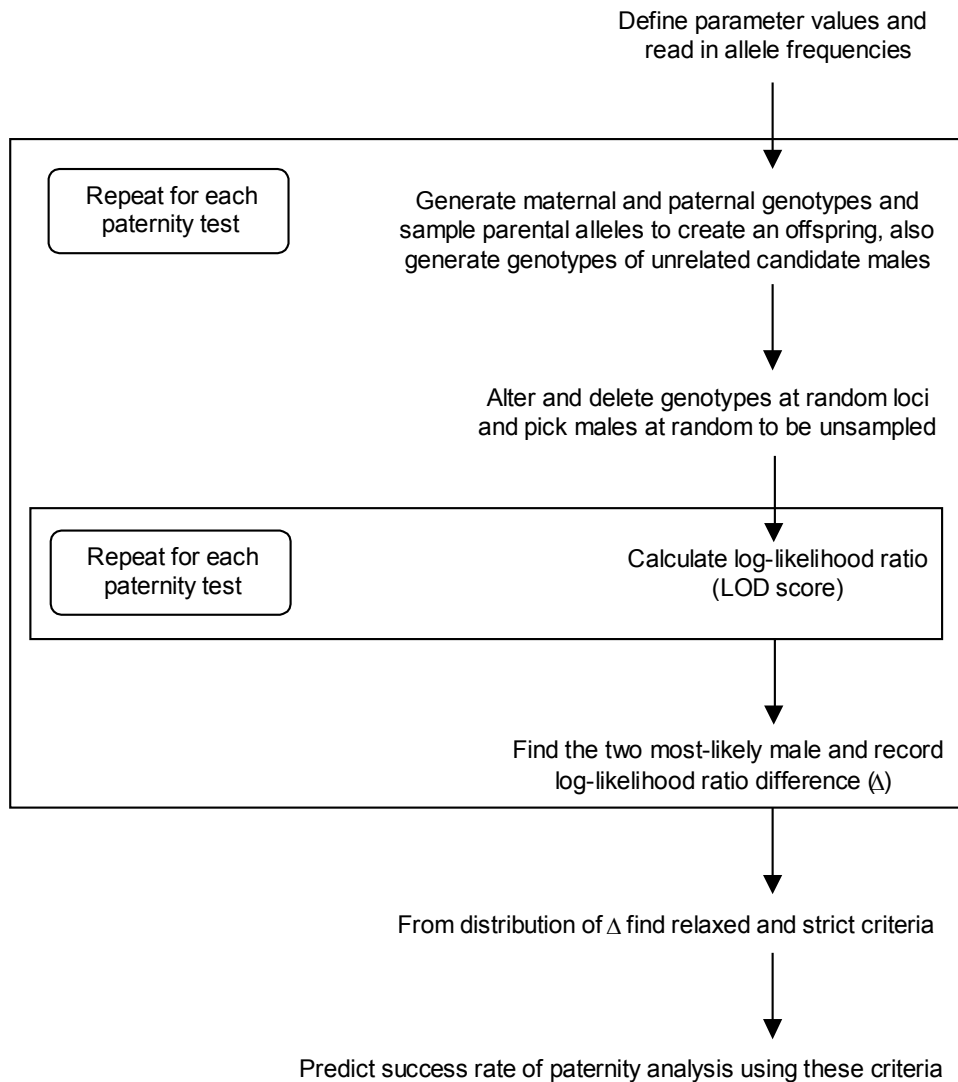 Define parameter values and
read in allele frequencies
Repeat for each
paternity test
Generate maternal and paternal genotypes and
sample parental alleles to create an offspring, also
generate genotypes of unrelated candidate males
Alter and delete genotypes at random loci
and pick males at random to be unsampled
Repeat for each
paternity test
Calculate log-likelihood ratio
(LOD score)
Find the two most-likely male and record
log-likelihood ratio difference (Δ)
From distribution of Δ find relaxed and strict criteria
Predict success rate of paternity analysis using these criteria